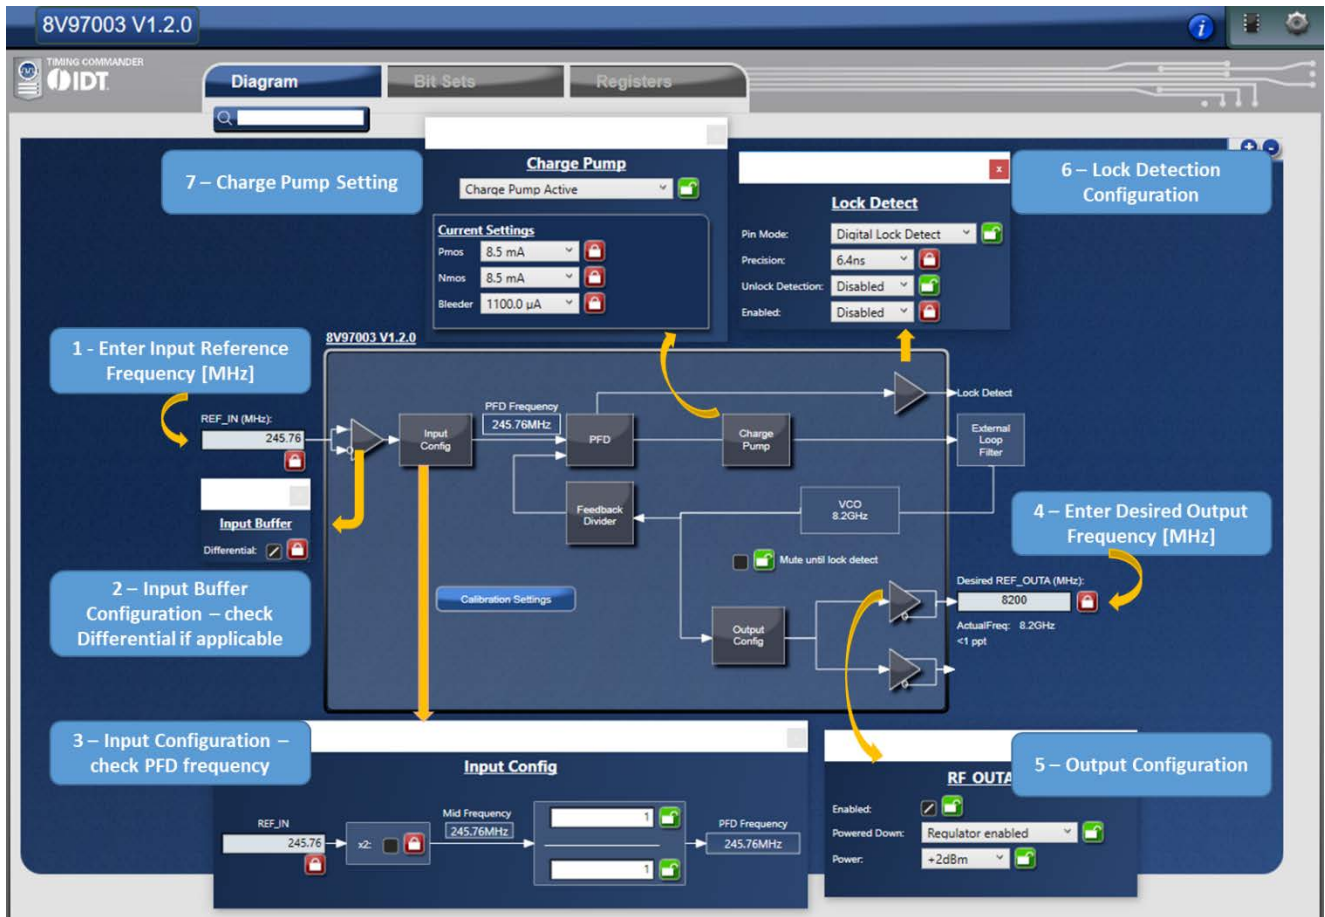 8V97003 V1.2.0
TIMING COMMANDER
IDT
Diagram
Bit Sets
Registers
7 – Charge Pump Setting
Charge Pump
Charge Pump Active
Current Settings
Pmos 8.5 mA
Nmos 8.5 mA
Bleeder 1100.0 µA
x
Lock Detect
Pin Mode: Digital Lock Detect
Precision: 6.4ns
Unlock Detection: Disabled
Enabled: Disabled
6 – Lock Detection
Configuration
1 - Enter Input Reference
Frequency [MHz]
8V97003 V1.2.0
REF_IN (MHz):
245.76
Input
Config
PFD Frequency
245.76MHz
PFD
Charge
Pump
Lock Detect
External
Loop
Filter
Input Buffer
Differential:
Feedback
Divider
VCO
8.2GHz
4 – Enter Desired Output
Frequency [MHz]
Mute until lock detect
2 – Input Buffer
Configuration – check
Differential if applicable
Calibration Settings
Output
Config
Desired REF_OUTA (MHz):
8200
ActualFreq: 8.2GHz
<1 ppt
3 – Input Configuration –
check PFD frequency
Input Config
REF_IN
245.76
x2:
Mid Frequency
245.76MHz
1
1
PFD Frequency
245.76MHz
RF OUTA
5 – Output Configuration
Enabled:
Powered Down: Regulator enabled
Power: +2dBm